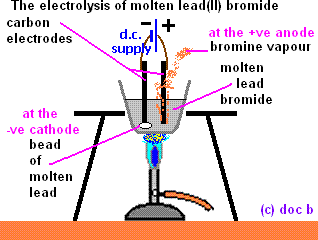 The electrolysis of molten lead(II) bromide
carbon
electrodes
- +
d.c.
supply
at the +ve anode
bromine vapour
molten
lead
bromide
at the
-ve cathode
bead
of
molten
lead
(c) doc b